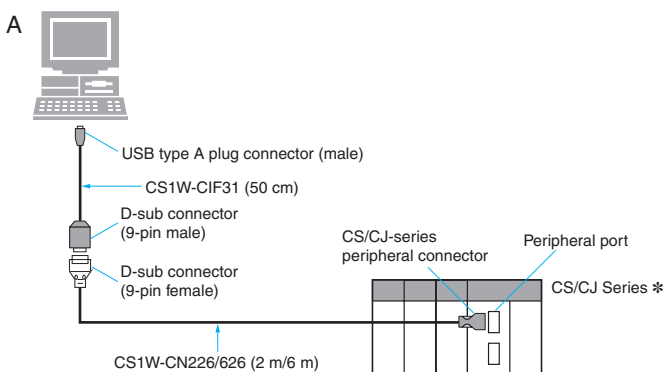 A
USB type A plug connector (male)
CS1W-CIF31 (50 cm)
D-sub connector
(9-pin male)
CS/CJ-series
peripheral connector
Peripheral port
D-sub connector
(9-pin female)
CS/CJ Series *
CS1W-CN226/626 (2 m/6 m)